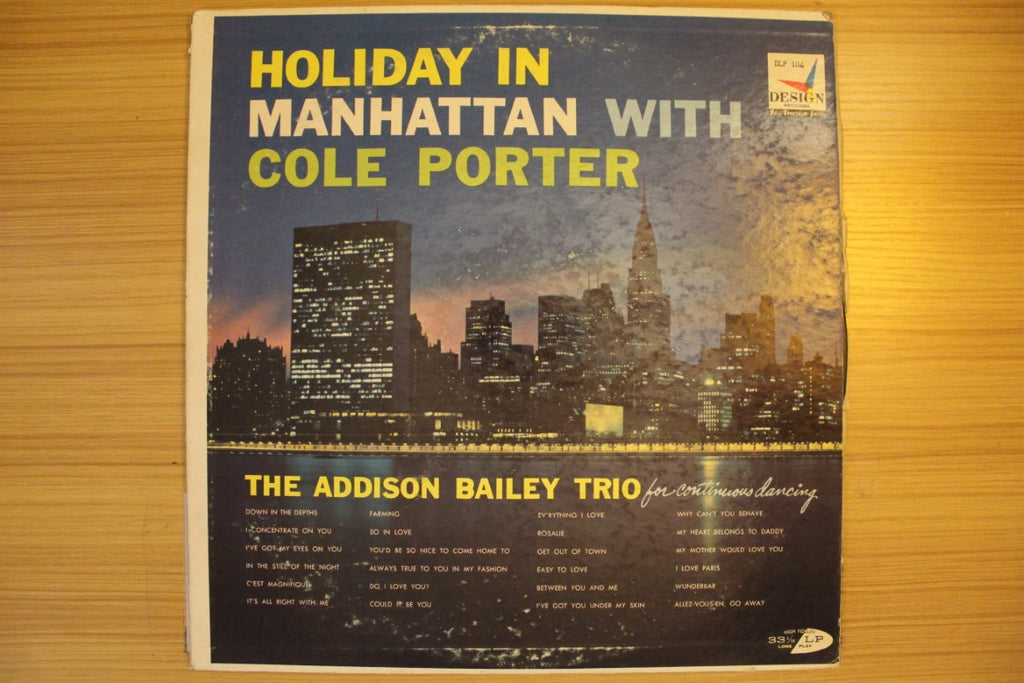 HOLIDAY IN
MANHATTAN WITH
COLE PORTER
DLP 104
DESIGN
RECORDS
THE ADDISON BAILEY TRIO for continuous dancing
DOWN IN THE DEPTHS
I CONCENTRATE ON YOU
I'VE GOT MY EYES ON YOU
IN THE STILL OF THE NIGHT
C'EST MAGNIFIQUE
IT'S ALL RIGHT WITH ME
FARMING
SO IN LOVE
YOU'D BE SO NICE TO COME HOME TO
ALWAYS TRUE TO YOU IN MY FASHION
DO I LOVE YOU?
COULD IT BE YOU
EV'RYTHING I LOVE
ROSALIE
GET OUT OF TOWN
EASY TO LOVE
BETWEEN YOU AND ME
I'VE GOT YOU UNDER MY SKIN
WHY CAN'T YOU BEHAVE
MY HEART BELONGS TO DADDY
MY MOTHER WOULD LOVE YOU
I LOVE PARIS
WUNDERBAR
ALLEZ-VOUS-EN, GO AWAY
HIGH FIDELITY
33⅓ LP
LONG PLAY